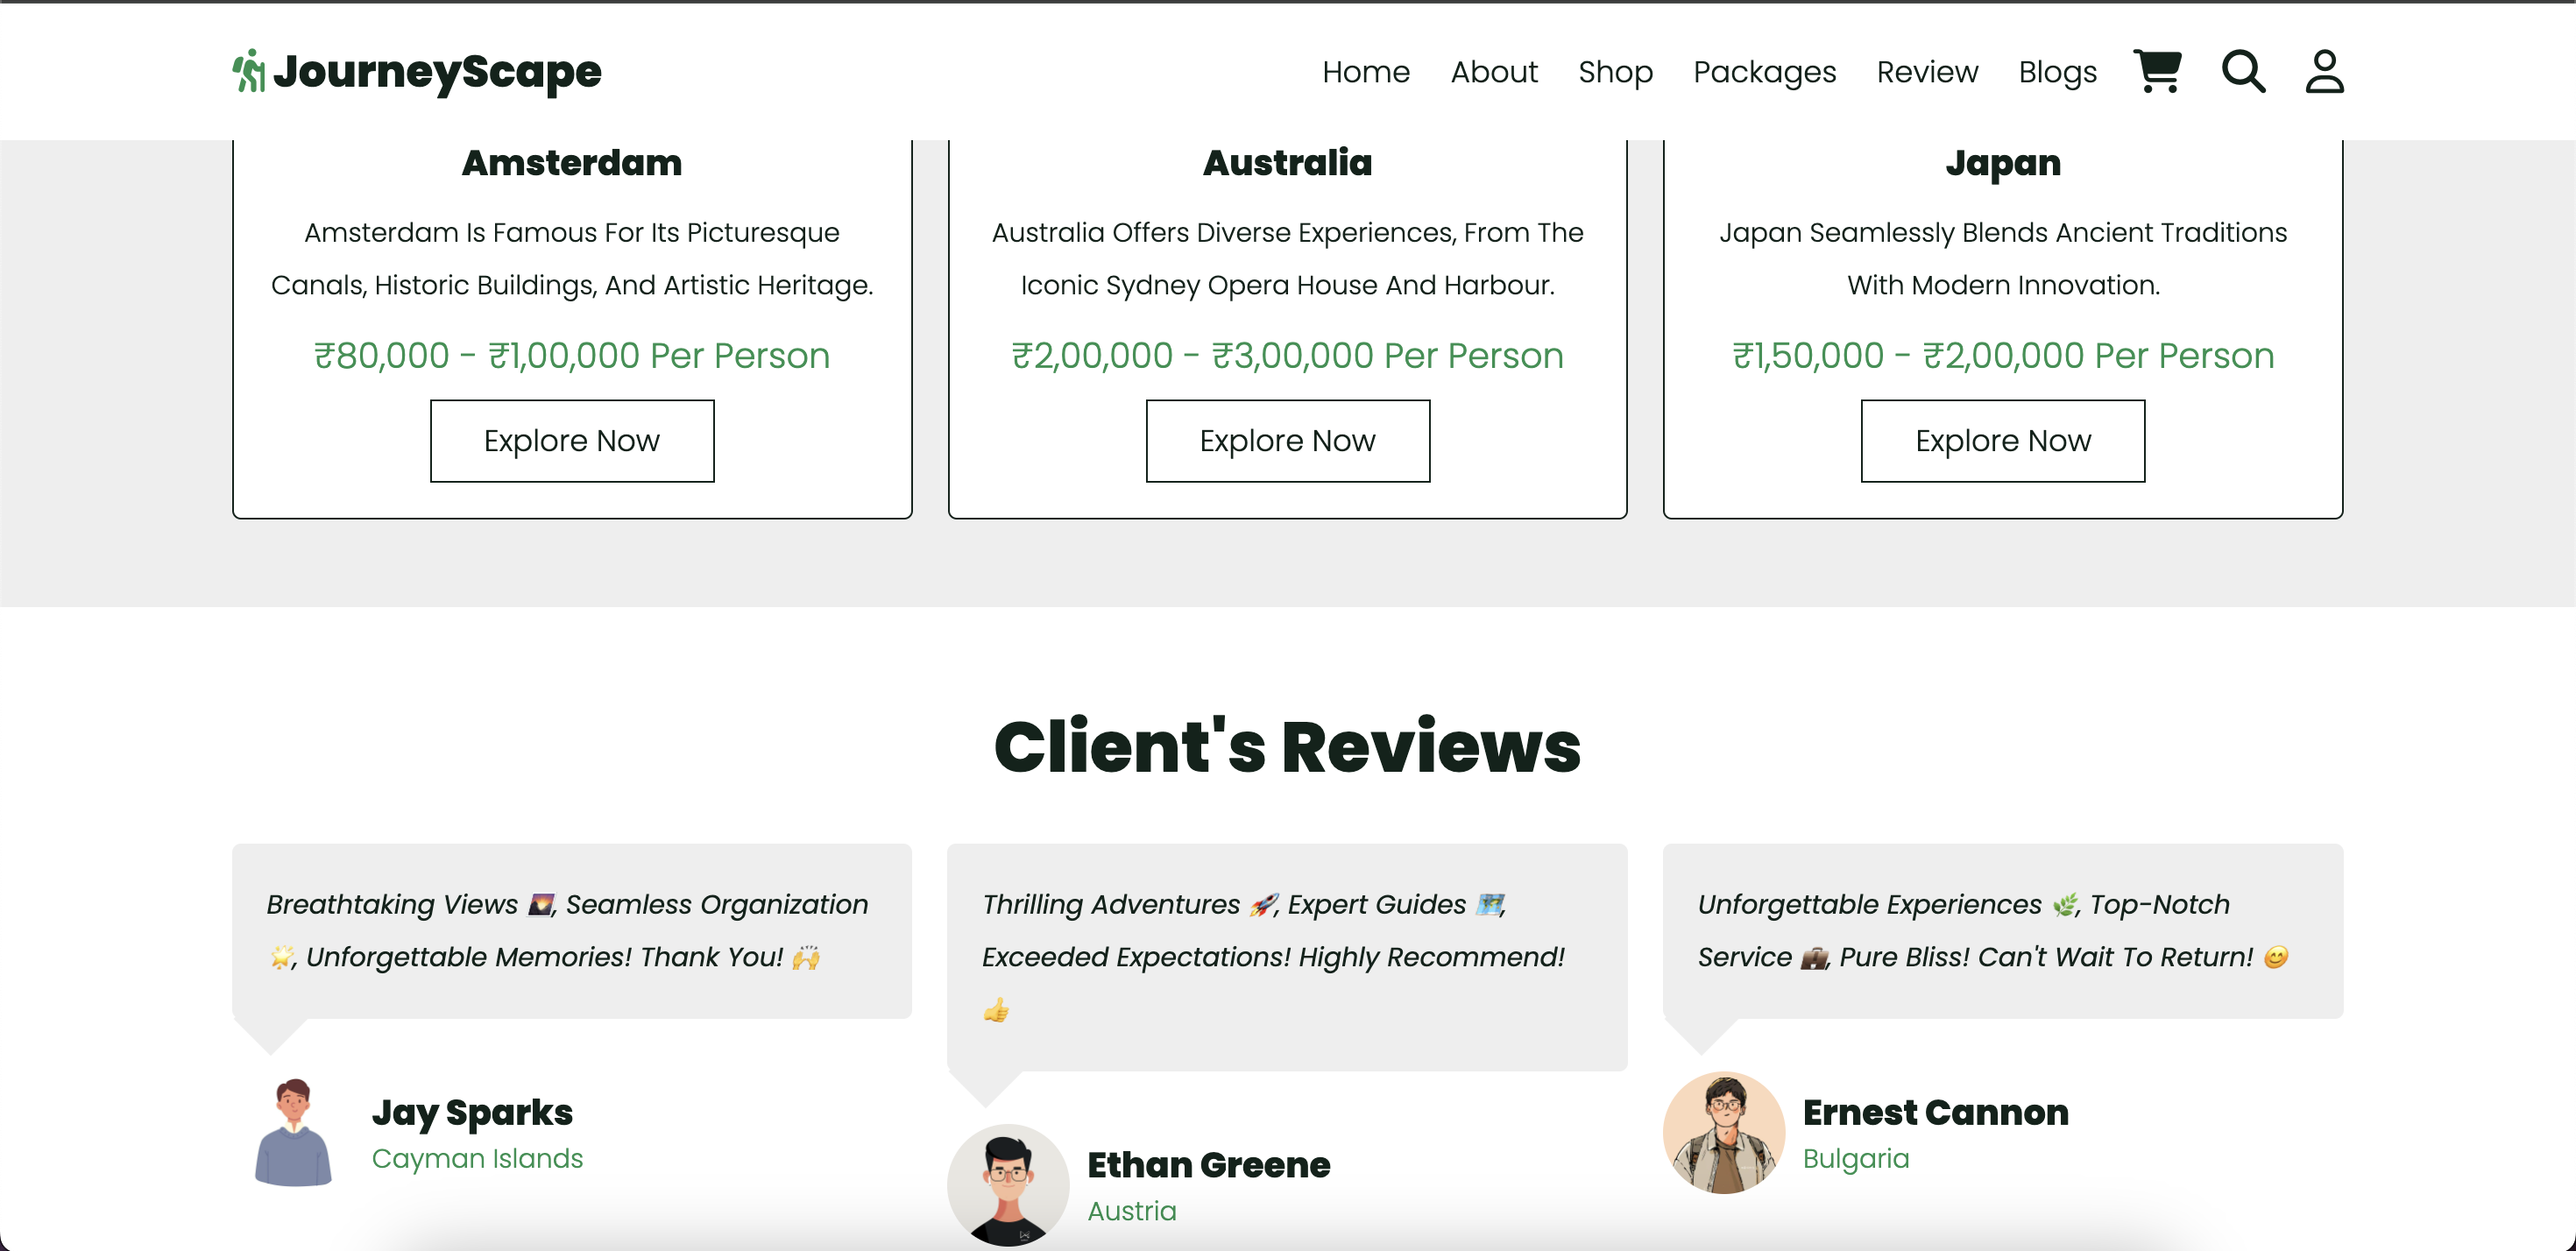 JourneyScape
Home About Shop Packages Review Blogs
Amsterdam
Amsterdam Is Famous For Its Picturesque
Canals, Historic Buildings, And Artistic Heritage.
₹80,000 - ₹1,00,000 Per Person
Explore Now
Australia
Australia Offers Diverse Experiences, From The
Iconic Sydney Opera House And Harbour.
₹2,00,000 - ₹3,00,000 Per Person
Explore Now
Japan
Japan Seamlessly Blends Ancient Traditions
With Modern Innovation.
₹1,50,000 - ₹2,00,000 Per Person
Explore Now
Client's Reviews
Breathtaking Views 🌄, Seamless Organization
🌟, Unforgettable Memories! Thank You! 🙌
Jay Sparks
Cayman Islands
Thrilling Adventures 🚀, Expert Guides 🗺️,
Exceeded Expectations! Highly Recommend!
👍
Ethan Greene
Austria
Unforgettable Experiences 🌿, Top-Notch
Service 💼, Pure Bliss! Can't Wait To Return! 😊
Ernest Cannon
Bulgaria